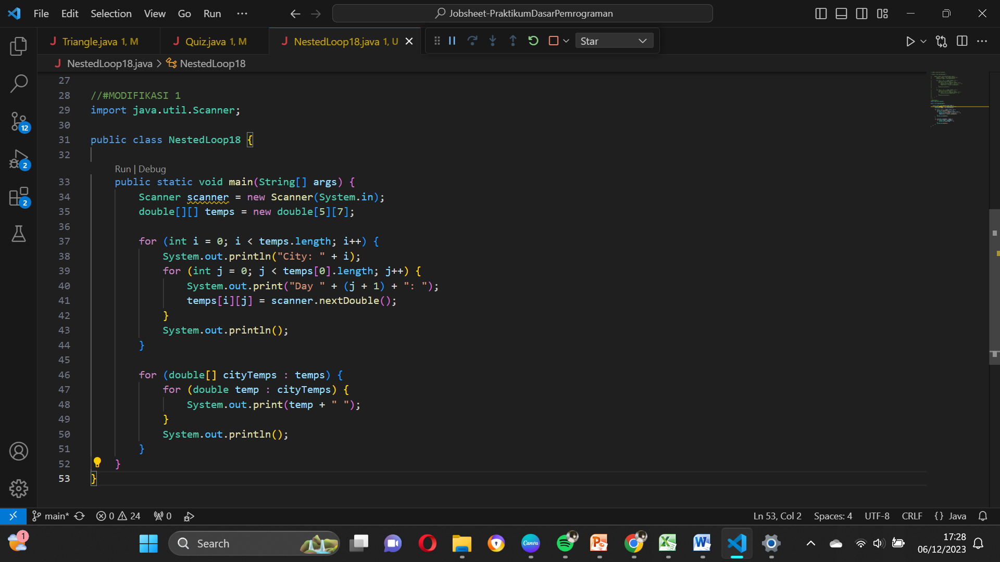 File Edit Selection View Go Run ··· Jobsheet-PraktikumDasarPemrograman
Triangle.java 1, M Quiz.java 1, M NestedLoop18.java 1, U Star
NestedLoop18.java > NestedLoop18
27
28 //#MODIFIKASI 1
29 import java.util.Scanner;
30
31 public class NestedLoop18 {
32
Run | Debug
33 public static void main(String[] args) {
34 Scanner scanner = new Scanner(System.in);
35 double[][] temps = new double[5][7];
36
37 for (int i = 0; i < temps.length; i++) {
38 System.out.println("City: " + i);
39 for (int j = 0; j < temps[0].length; j++) {
40 System.out.print("Day " + (j + 1) + ": ");
41 temps[i][j] = scanner.nextDouble();
42 }
43 System.out.println();
44 }
45
46 for (double[] cityTemps : temps) {
47 for (double temp : cityTemps) {
48 System.out.print(temp + " ");
49 }
50 System.out.println();
51 }
52 }
53 }
12
2
2
main* 0 24 0 Ln 53, Col 2 Spaces: 4 UTF-8 CRLF {} Java
1 Search Canva 17:28
06/12/2023